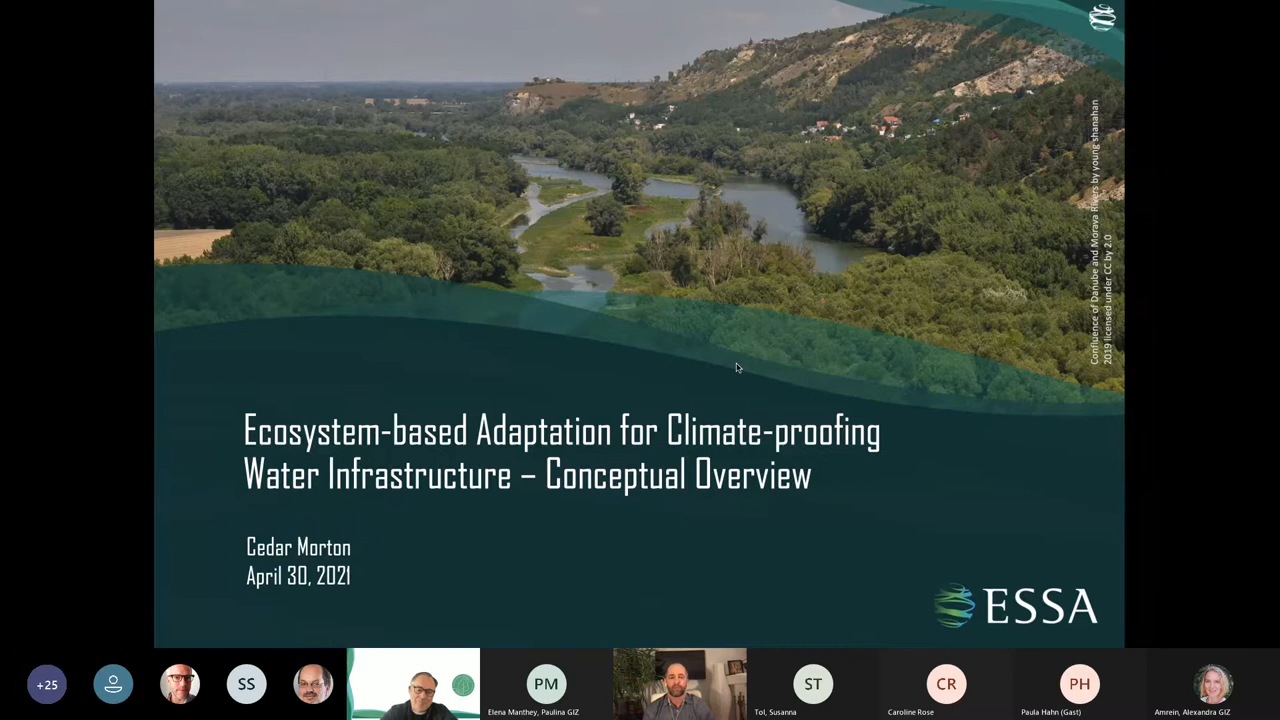 Confluence of Danube and Morava Rivers by young shanahan
2019 licensed under CC by 2.0
Ecosystem-based Adaptation for Climate-proofing
Water Infrastructure – Conceptual Overview
Cedar Morton
April 30, 2021
ESSA
+25
SS
PM
ST
CR
PH
Elena Manthey, Paulina GIZ
Tol, Susanna
Caroline Rose
Paula Hahn (Gast)
Amrein, Alexandra GIZ